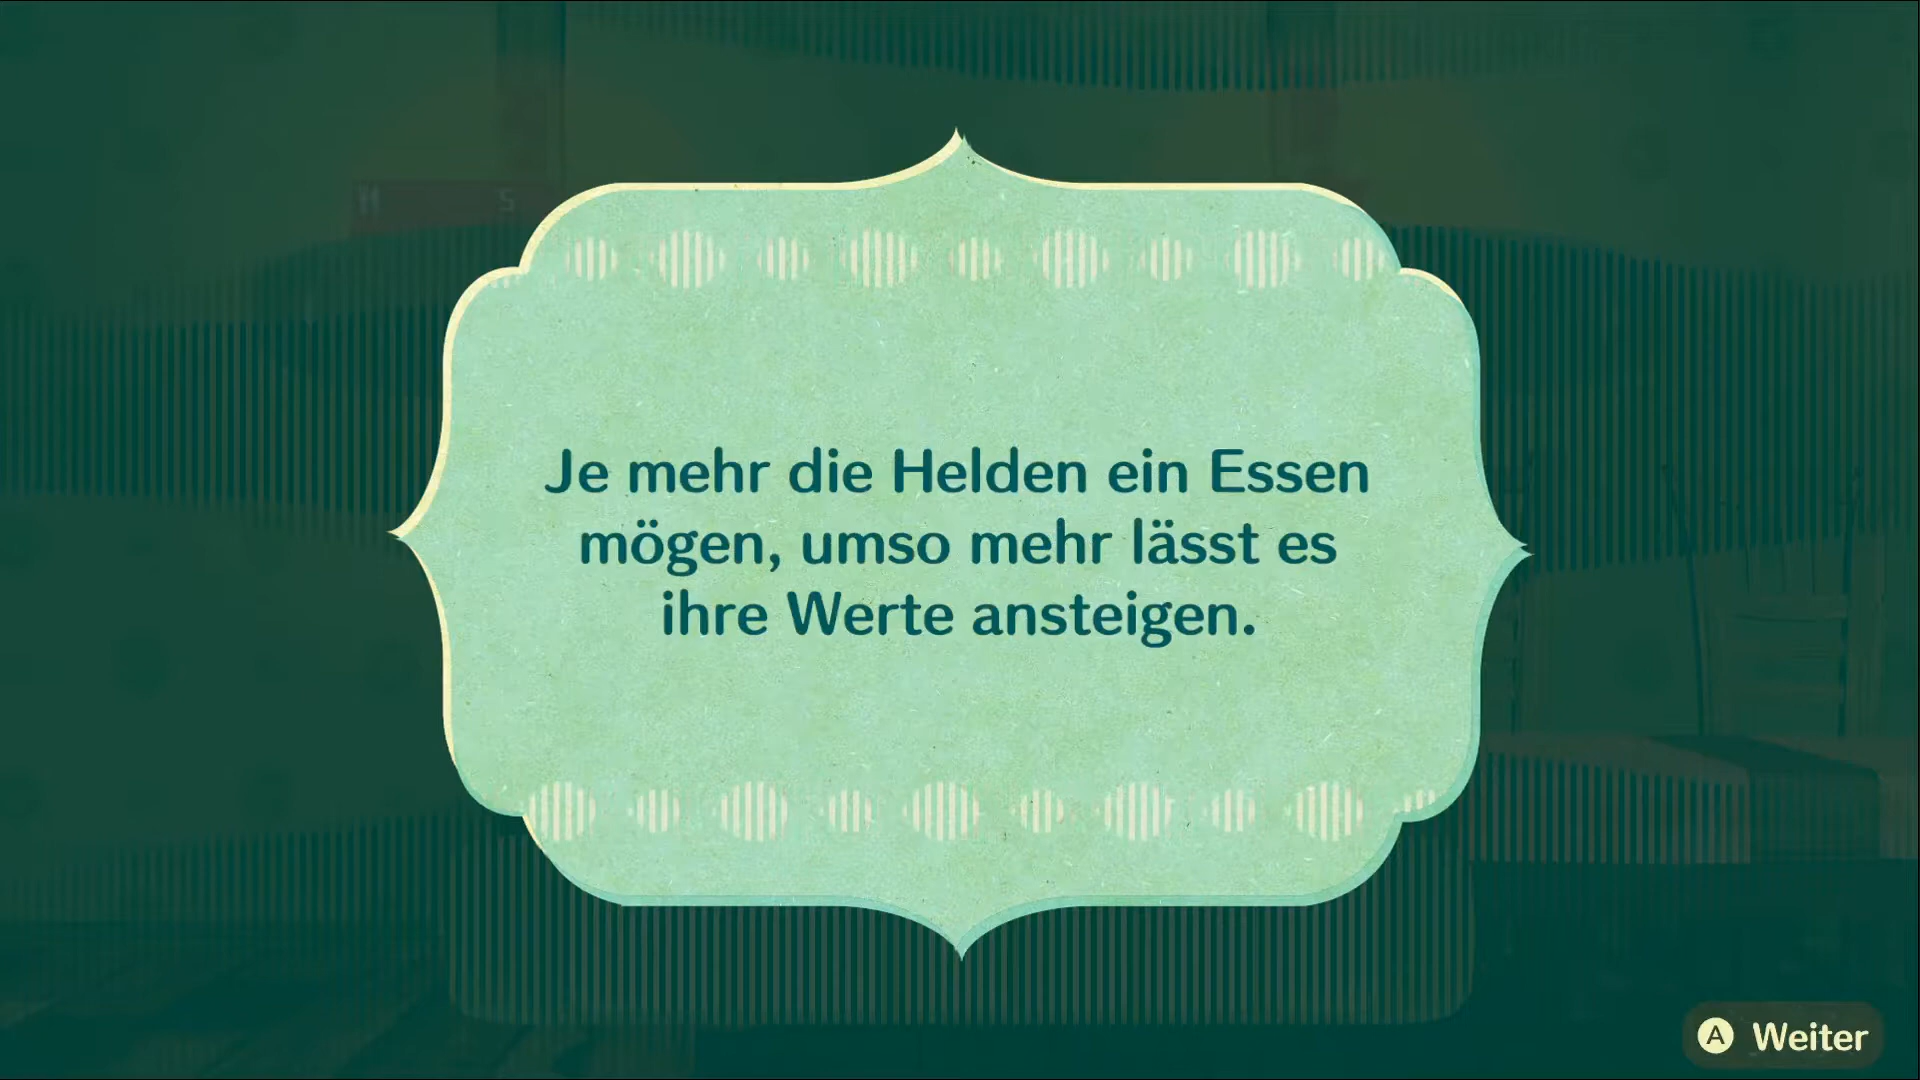 Je mehr die Helden ein Essen
mögen, umso mehr lässt es
ihre Werte ansteigen.
A Weiter